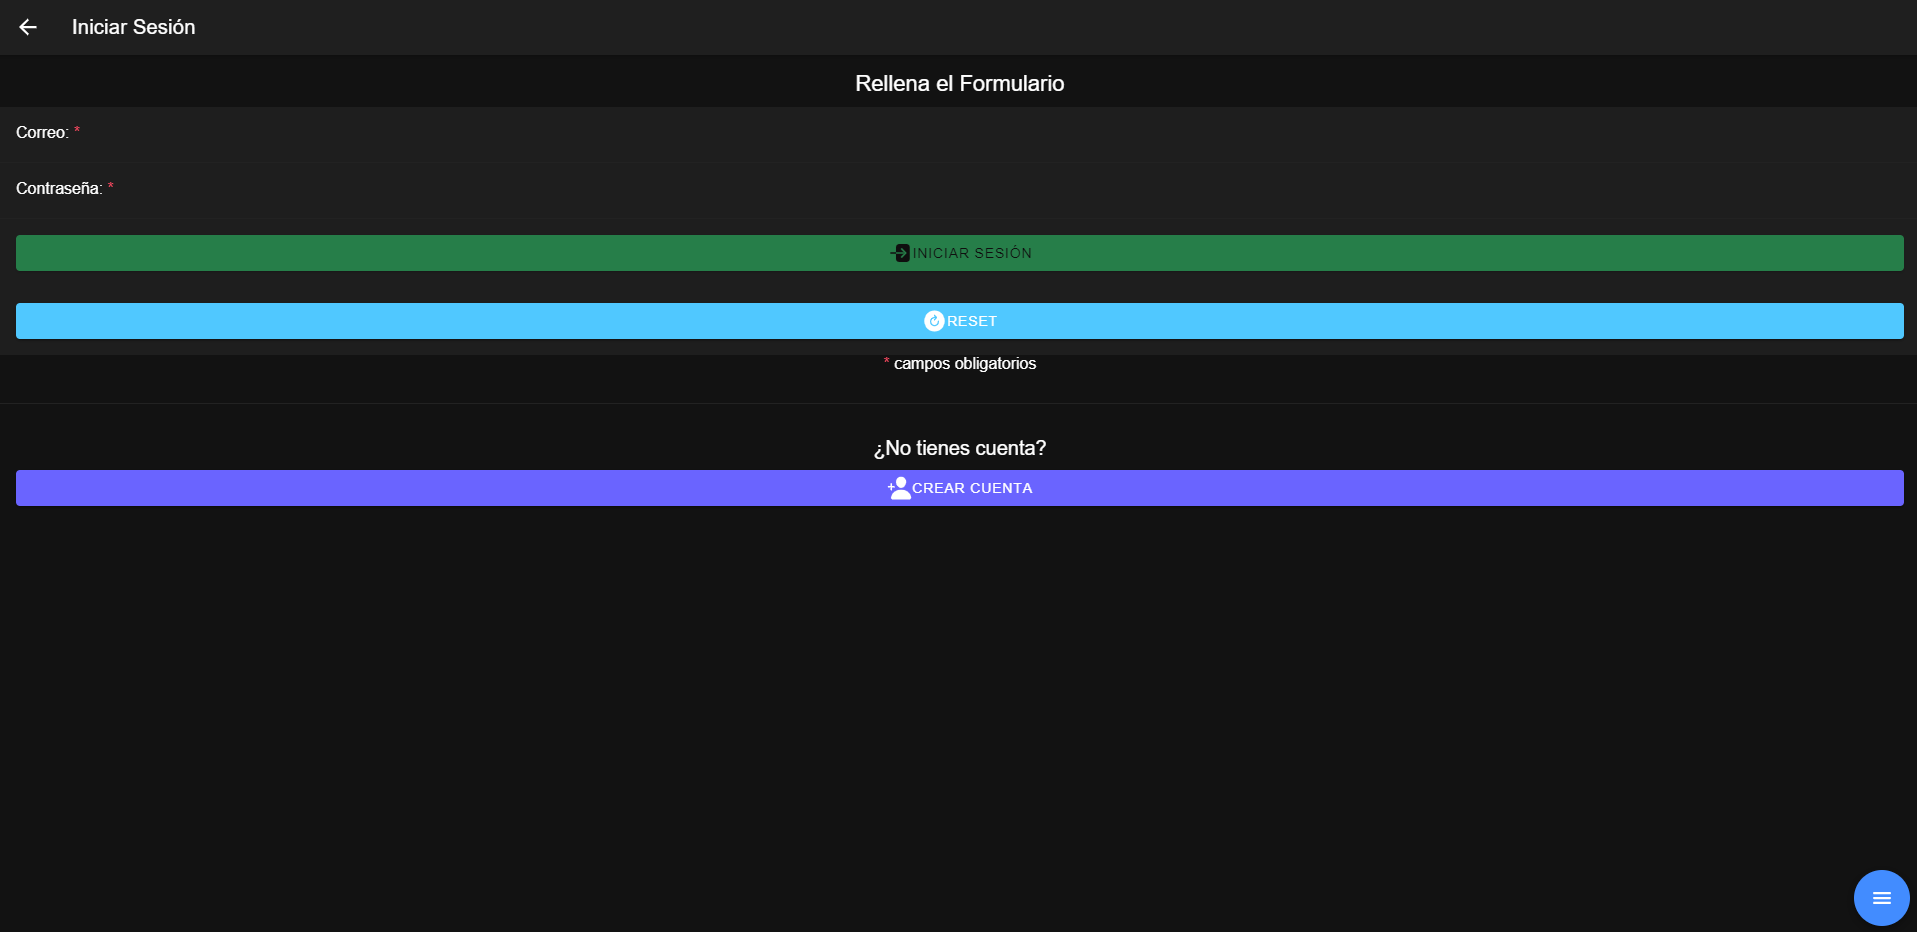 Iniciar Sesión
Rellena el Formulario
Correo: *
Contraseña: *
INICIAR SESIÓN
RESET
* campos obligatorios
¿No tienes cuenta?
CREAR CUENTA